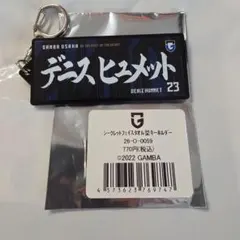 GAMBA OSAKA
デニス ヒュメット
DENIZ HUMMET
23
シークレットフェイスタオル型キーホルダー
26-O-0059
770円(税込)
©2022 GAMBA
4573623769742